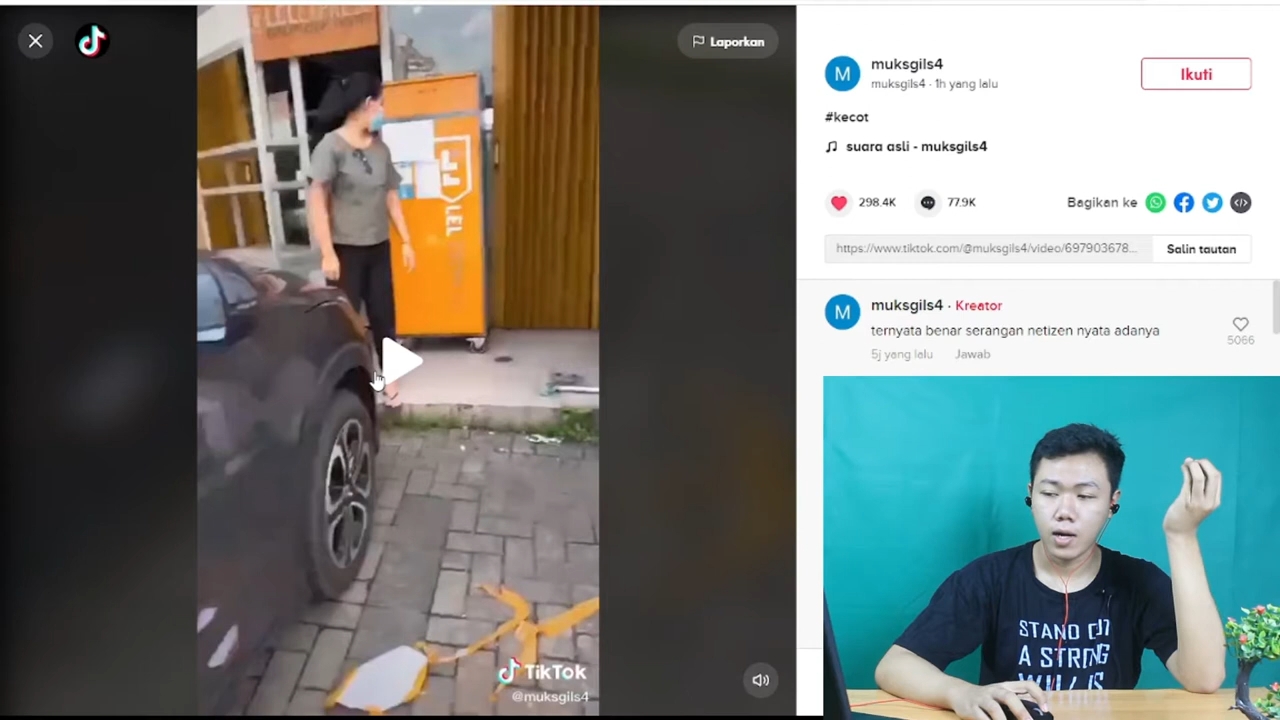 Laporkan
LEL
TikTok
@muksgils4
M
muksgils4
muksgils4 · 1h yang lalu
Ikuti
#kecot
suara asli - muksgils4
298.4K
77.9K
Bagikan ke
https://www.tiktok.com/@muksgils4/video/697903678...
Salin tautan
M
muksgils4 · Kreator
ternyata benar serangan netizen nyata adanya
5j yang lalu
Jawab
5066
STAND OUT
A STRONG